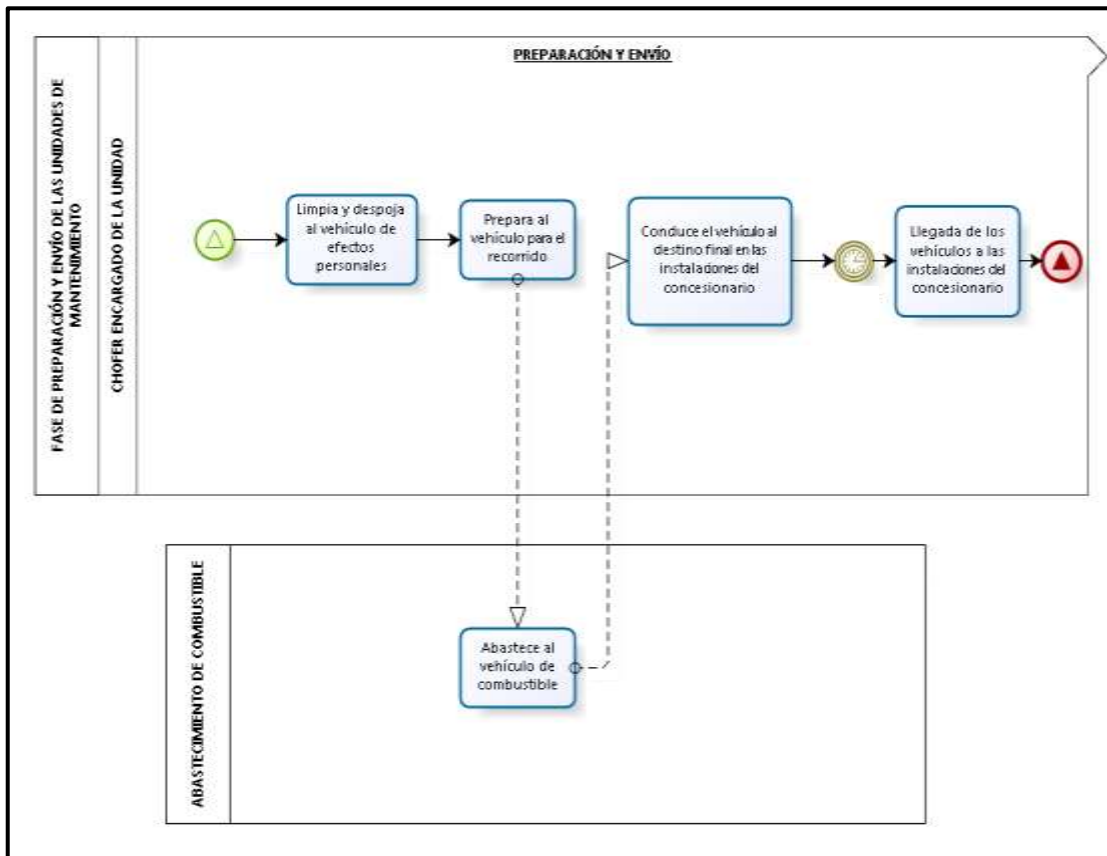 PREPARACIÓN Y ENVÍO
FASE DE PREPARACIÓN Y ENVÍO DE LAS UNIDADES DE
MANTENIMIENTO
CHOFER ENCARGADO DE LA UNIDAD
Limpia y despoja
al vehículo de
efectos
personales
Prepara al
vehículo para el
recorrido
Conduce el vehículo al
destino final en las
instalaciones del
concesionario
Llegada de los
vehículos a las
instalaciones del
concesionario
ABASTECIMIENTO DE COMBUSTIBLE
Abastece al
vehículo de
combustible